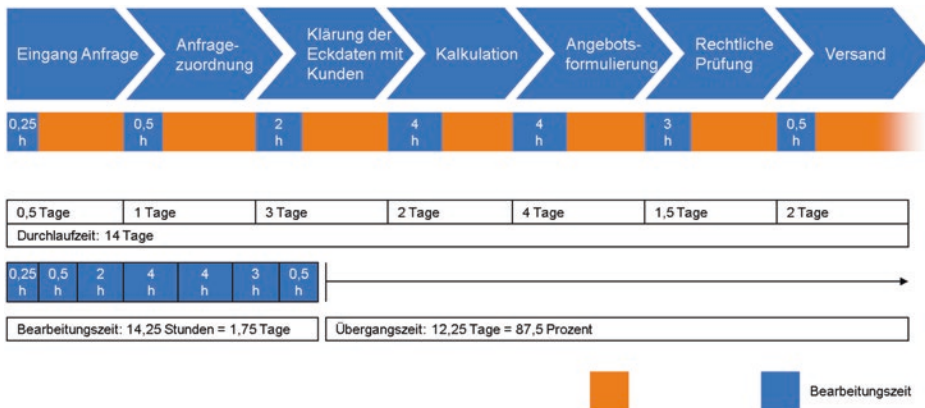 Eingang Anfrage
Anfrage-
zuordnung
Klärung der
Eckdaten mit
Kunden
Kalkulation
Angebots-
formulierung
Rechtliche
Prüfung
Versand
0,25
h
0,5
h
2
h
4
h
4
h
3
h
0,5
h
0,5 Tage
1 Tage
3 Tage
2 Tage
4 Tage
1,5 Tage
2 Tage
Durchlaufzeit: 14 Tage
0,25
h
0,5
h
2
h
4
h
4
h
3
h
0,5
h
Bearbeitungszeit: 14,25 Stunden = 1,75 Tage
Übergangszeit: 12,25 Tage = 87,5 Prozent
Bearbeitungszeit